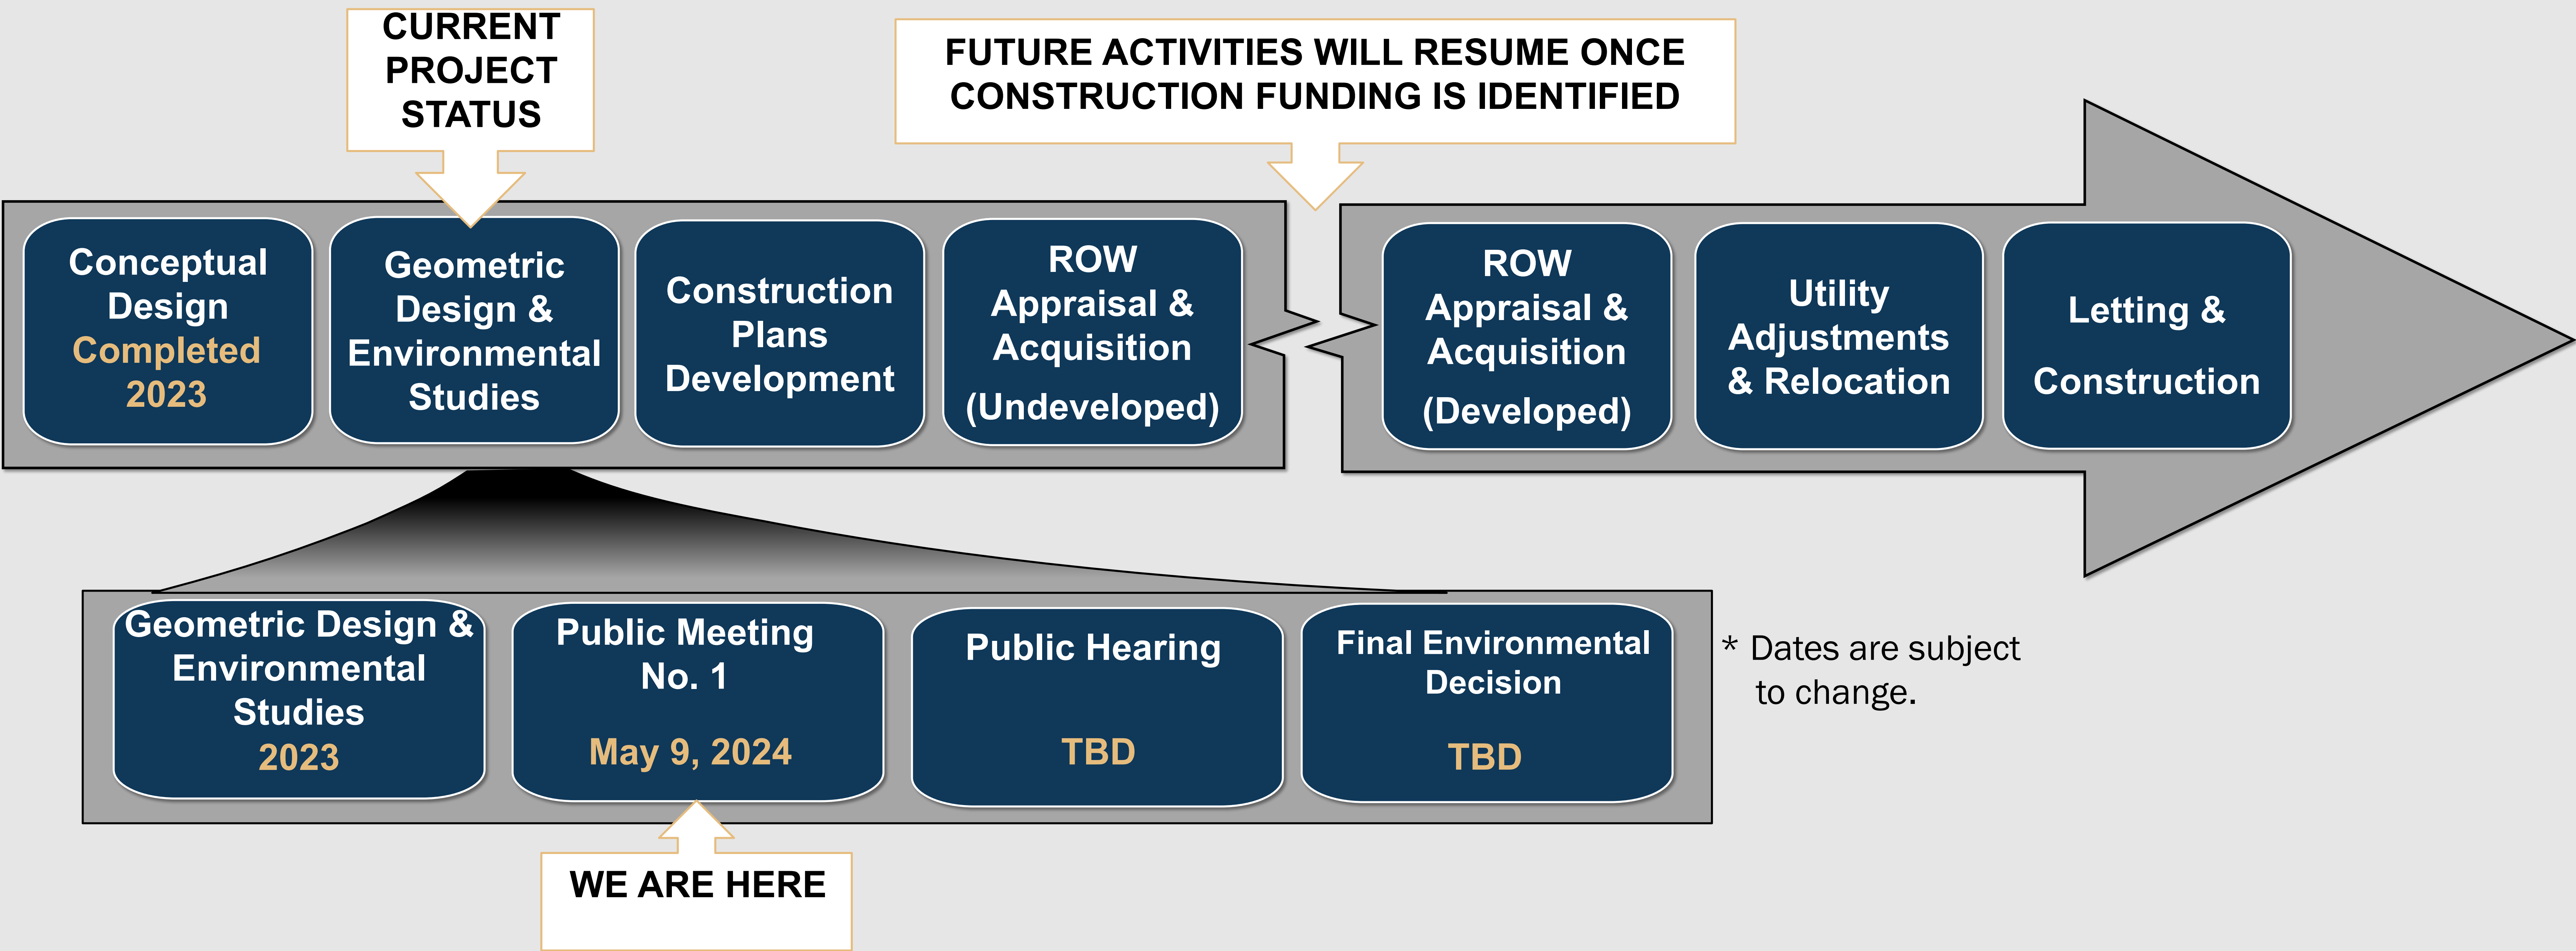 CURRENT
PROJECT
STATUS
FUTURE ACTIVITIES WILL RESUME ONCE
CONSTRUCTION FUNDING IS IDENTIFIED
Conceptual
Design
Completed
2023
Geometric
Design &
Environmental
Studies
Construction
Plans
Development
ROW
Appraisal &
Acquisition
(Undeveloped)
ROW
Appraisal &
Acquisition
(Developed)
Utility
Adjustments
& Relocation
Letting &
Construction
Geometric Design &
Environmental
Studies
2023
Public Meeting
No. 1
May 9, 2024
Public Hearing
TBD
Final Environmental
Decision
TBD
* Dates are subject
to change.
WE ARE HERE